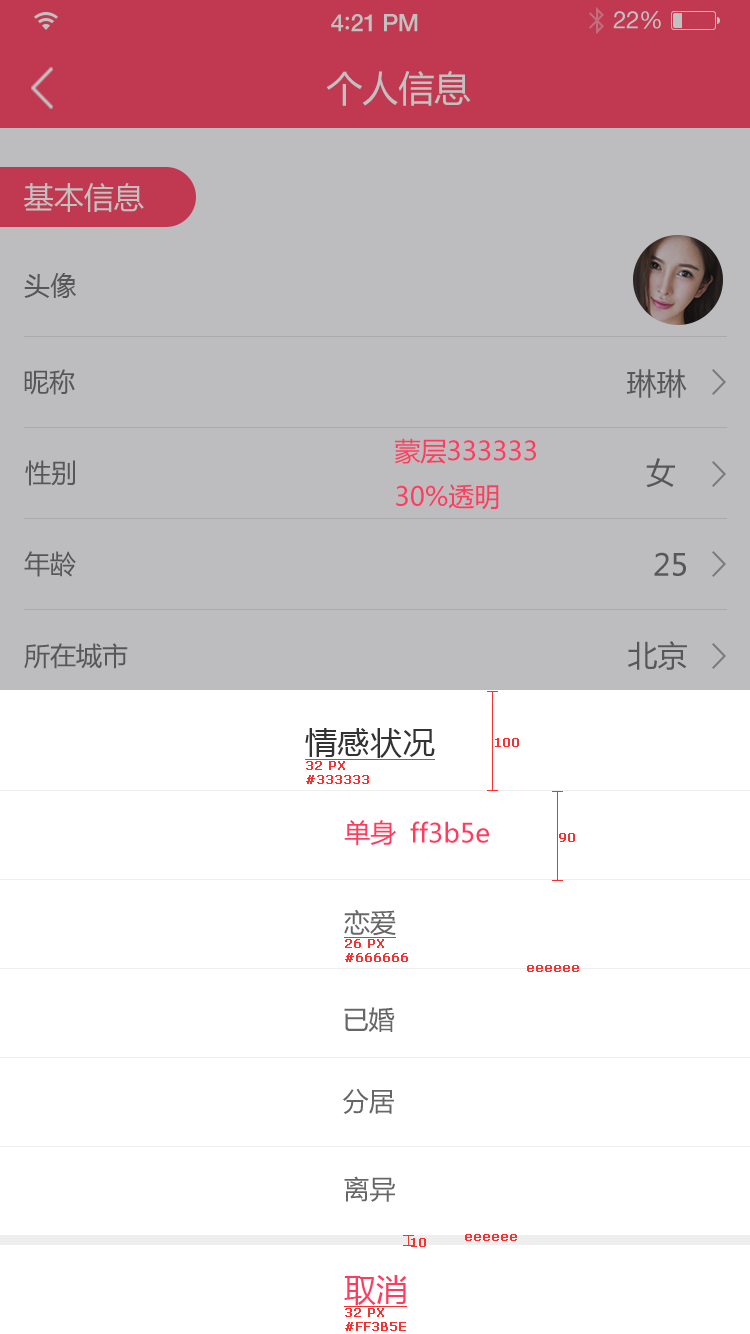 4:21 PM
22%
个人信息
基本信息
头像
昵称
琳琳
蒙层333333
性别
女
30%透明
年龄
25
所在城市
北京
情感状况
100
32 PX
#333333
单身 ff3b5e
90
恋爱
26 PX
#666666
eeeeee
已婚
分居
离异
10
eeeeee
取消
32 PX
#FF3B5E